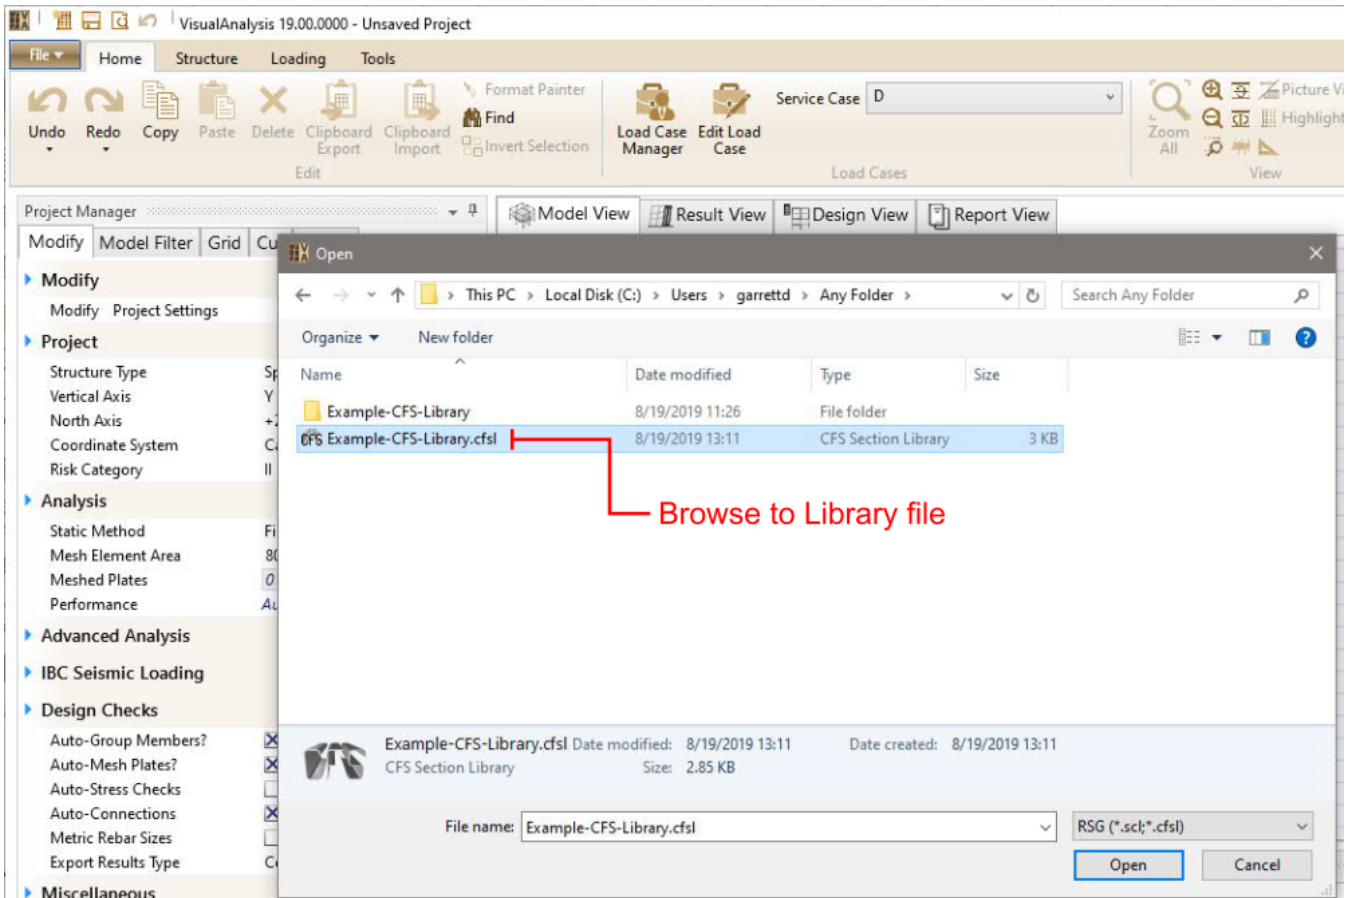 VisualAnalysis 19.00.0000 - Unsaved Project
File Home Structure Loading Tools
Undo Redo Copy Paste Delete Clipboard Export Clipboard Import
Format Painter
Find
Invert Selection
Edit
Load Case Manager Edit Load Case
Service Case D
Load Cases
Zoom All
Picture Vi
Highlight
View
Project Manager
Model View Result View Design View Report View
Modify Model Filter Grid Cu
Modify
Modify Project Settings
Project
Structure Type Sp
Vertical Axis Y
North Axis
Coordinate System Ca
Risk Category II
Analysis
Static Method Fi
Mesh Element Area 80
Meshed Plates 0
Performance Au
Advanced Analysis
IBC Seismic Loading
Design Checks
Auto-Group Members?
Auto-Mesh Plates?
Auto-Stress Checks
Auto-Connections
Metric Rebar Sizes
Export Results Type
Miscellaneous
Open
This PC > Local Disk (C:) > Users > garrettd > Any Folder >
Search Any Folder
Organize New folder
Name Date modified Type Size
Example-CFS-Library 8/19/2019 11:26 File folder
CFS Example-CFS-Library.cfsl 8/19/2019 13:11 CFS Section Library 3 KB
Browse to Library file
Example-CFS-Library.cfsl Date modified: 8/19/2019 13:11 Date created: 8/19/2019 13:11
CFS Section Library Size: 2.85 KB
File name: Example-CFS-Library.cfsl RSG (*.scl;*.cfsl)
Open Cancel